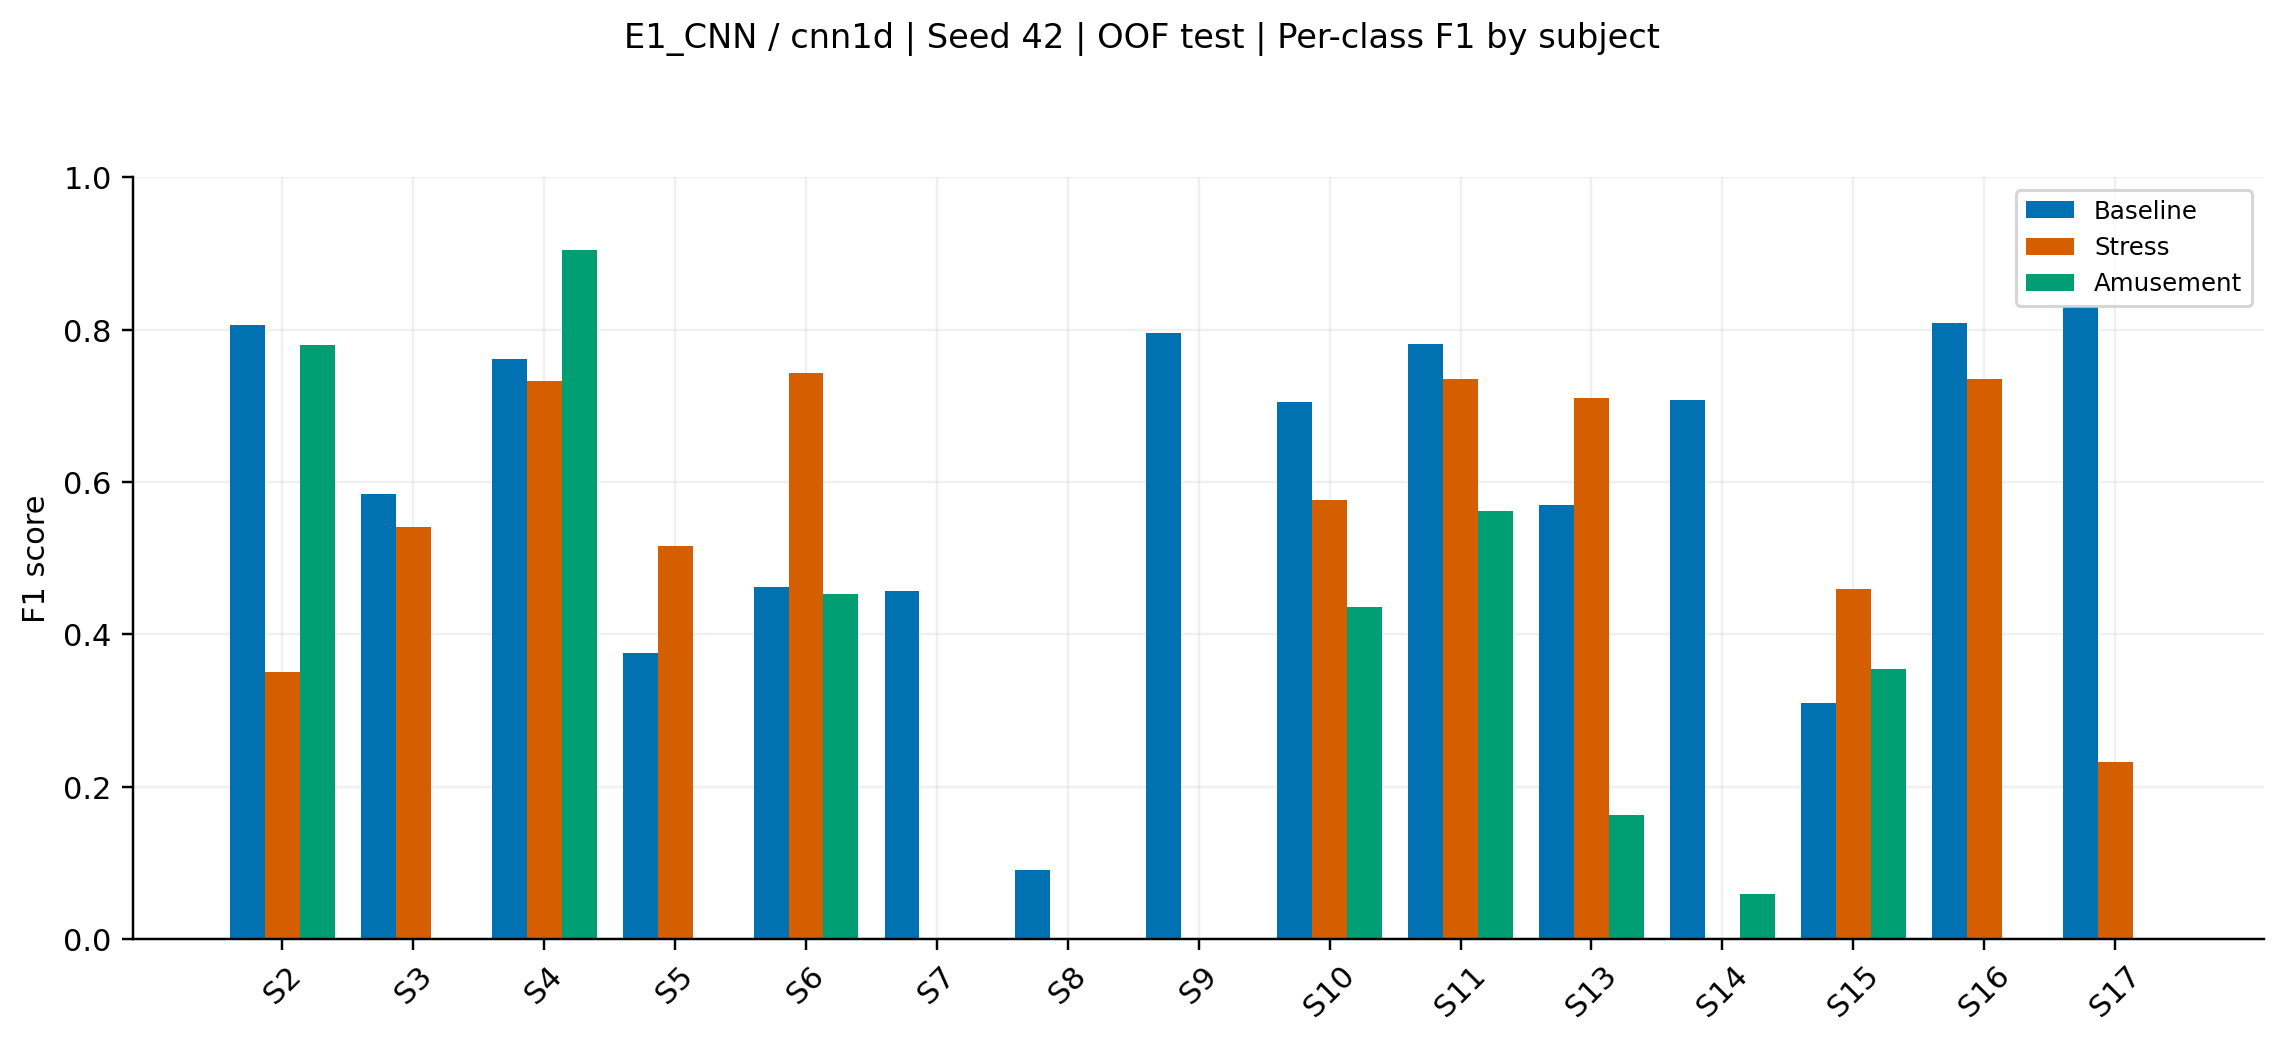 E1_CNN / cnn1d | Seed 42 | OOF test | Per-class F1 by subject
1.0
0.8
0.6
0.4
0.2
0.0
F1 score
Baseline
Stress
Amusement
S2
S3
S4
S5
S6
S7
S8
S9
S10
S11
S13
S14
S15
S16
S17